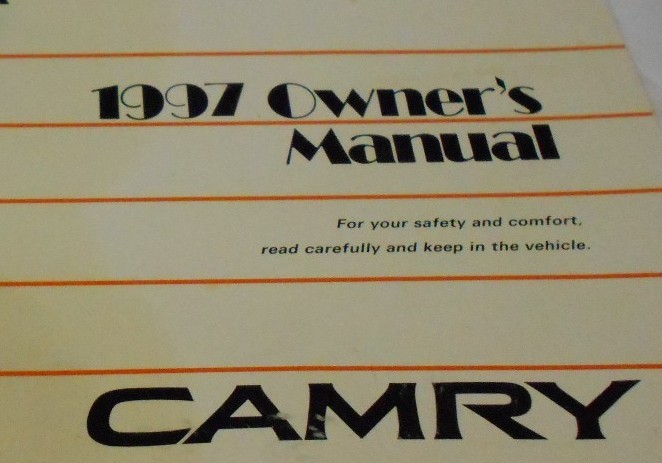 1997 Owner's
Manual
For your safety and comfort,
read carefully and keep in the vehicle.
CAMRY